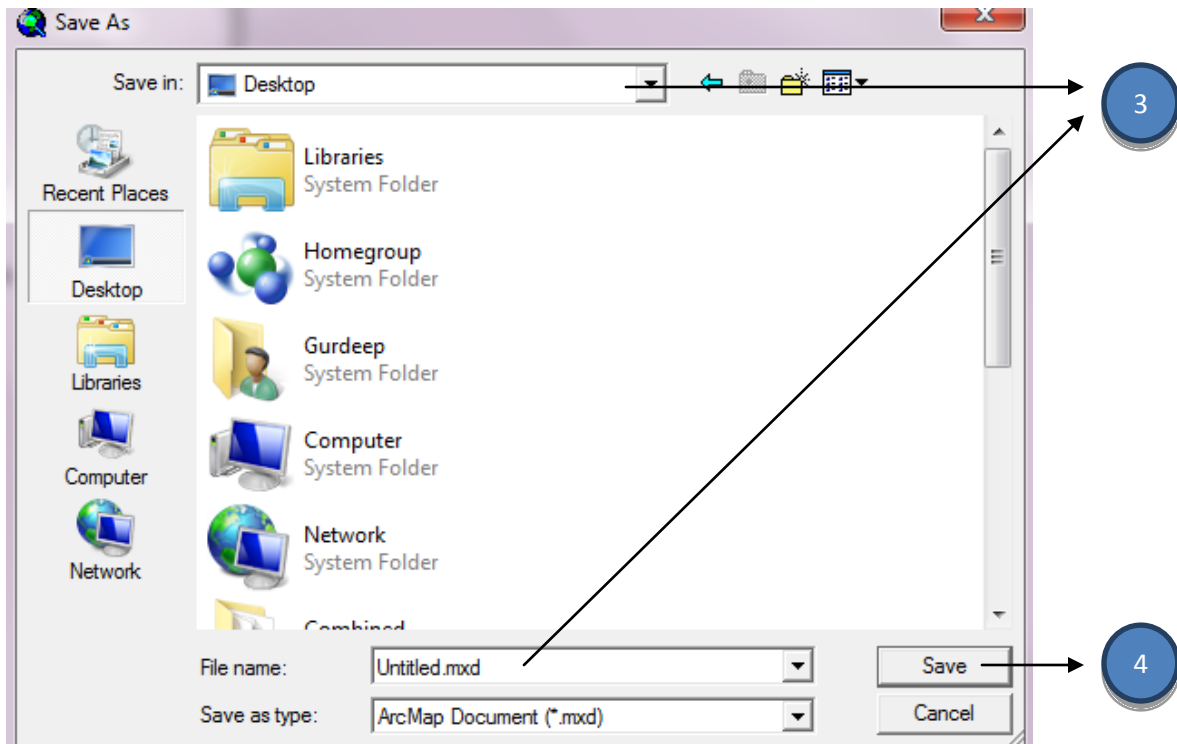 Save As
Save in:
Desktop
3
Recent Places
Desktop
Libraries
Computer
Network
Libraries
System Folder
Homegroup
System Folder
Gurdeep
System Folder
Computer
System Folder
Network
System Folder
Combined
File name:
Untitled.mxd
Save
4
Save as type:
ArcMap Document (*.mxd)
Cancel